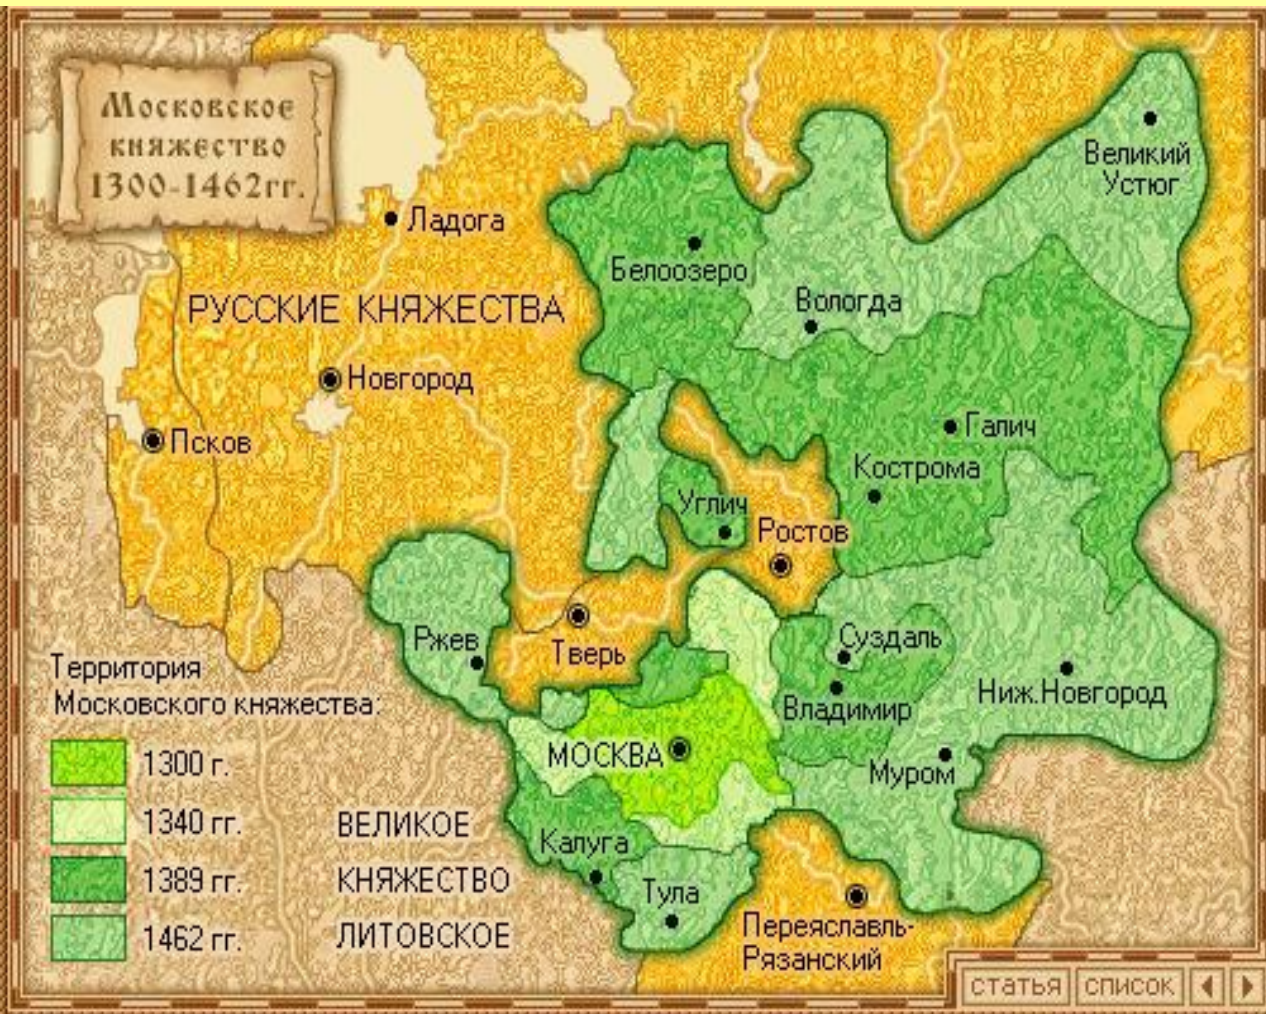 Московское
княжество
1300-1462гг.
Великий
Устюг
Ладога
Белоозеро
РУССКИЕ КНЯЖЕСТВА
Вологда
Новгород
Псков
Галич
Кострома
Углич
Ростов
Ржев
Тверь
Суздаль
Ниж.Новгород
Владимир
МОСКВА
Муром
Калуга
Тула
Переяславль-
Рязанский
Территория
Московского княжества:
1300 г.
1340 гг.
1389 гг.
1462 гг.
ВЕЛИКОЕ
КНЯЖЕСТВО
ЛИТОВСКОЕ
статья список